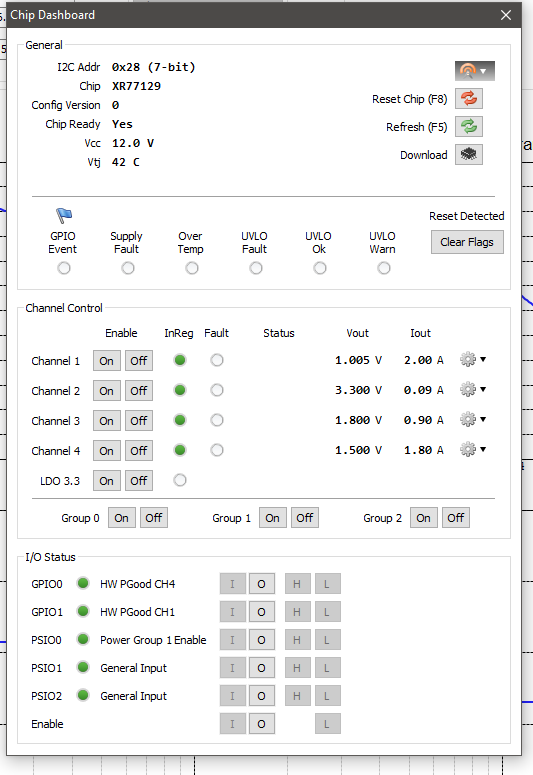 Chip Dashboard
General
I2C Addr 0x28 (7-bit)
Chip XR77129
Reset Chip (F8)
Config Version 0
Chip Ready Yes
Refresh (F5)
Vcc 12.0 V
Download
Vtj 42 C
Reset Detected
GPIO Event
Supply Fault
Over Temp
UVLO Fault
UVLO Ok
UVLO Warn
Clear Flags
Channel Control
Enable InReg Fault Status Vout Iout
Channel 1 On Off 1.005 V 2.00 A
Channel 2 On Off 3.300 V 0.09 A
Channel 3 On Off 1.800 V 0.90 A
Channel 4 On Off 1.500 V 1.80 A
LDO 3.3 On Off
Group 0 On Off Group 1 On Off Group 2 On Off
I/O Status
GPIO0 HW PGood CH4 I O H L
GPIO1 HW PGood CH1 I O H L
PSIO0 Power Group 1 Enable I O H L
PSIO1 General Input I O H L
PSIO2 General Input I O H L
Enable I O L